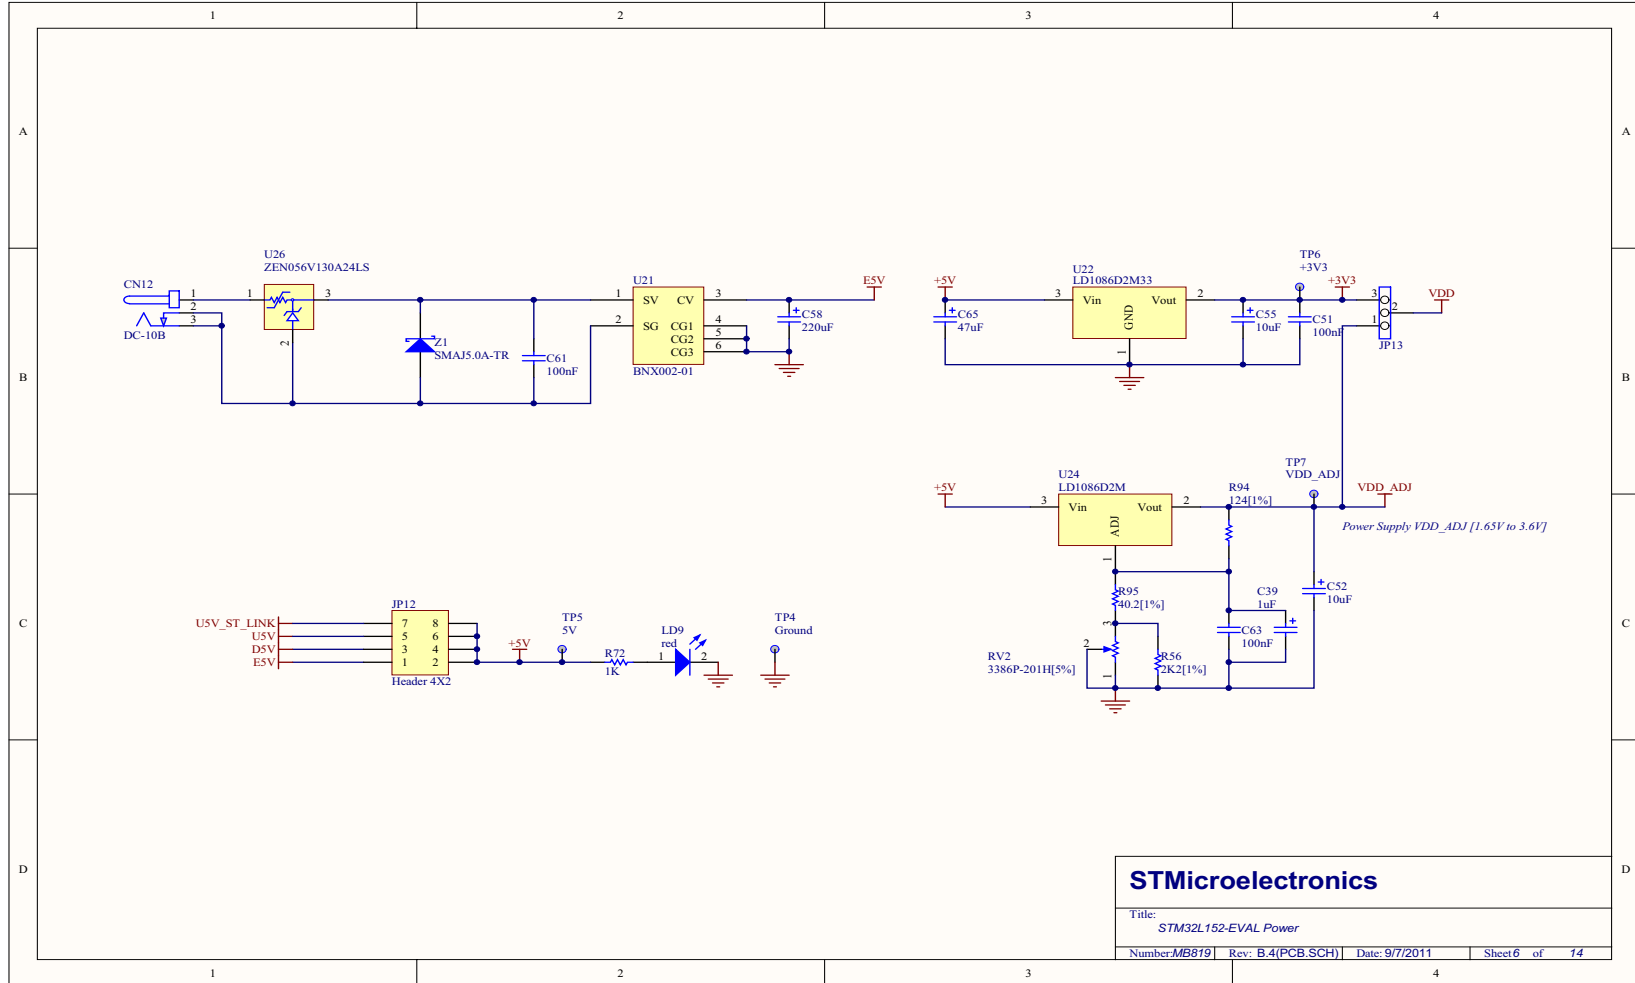 1 2 3 4
A A
B B
C C
D D
1 2 3 4
CN12
1
2
3
DC-10B
U26
ZEN056V130A24LS
1 3
2
Z1
SMAJ5.0A-TR
C61
100nF
U21
1 SV CV 3
2 SG CG1 4
CG2 5
CG3 6
BNX002-01
C58
220uF
E5V
+5V
C65
47uF
U22
LD1086D2M33
3 Vin Vout 2
GND
1
C55
10uF
TP6
+3V3
C51
100nF
+3V3
3
2
1
JP13
VDD
+5V
U24
LD1086D2M
3 Vin Vout 2
ADJ
1
R94
124[1%]
TP7
VDD_ADJ
VDD_ADJ
Power Supply VDD_ADJ [1.65V to 3.6V]
R95
40.2[1%]
3
2
1
RV2
3386P-201H[5%]
R56
2K2[1%]
C63
100nF
C39
1uF
C52
10uF
JP12
U5V_ST_LINK 7 8
U5V 5 6
D5V 3 4
E5V 1 2
Header 4X2
+5V
TP5
5V
R72
1K
LD9
red
1 2
TP4
Ground
STMicroelectronics
Title:
STM32L152-EVAL Power
Number:MB819 Rev: B.4(PCB.SCH) Date: 9/7/2011 Sheet 6 of 14